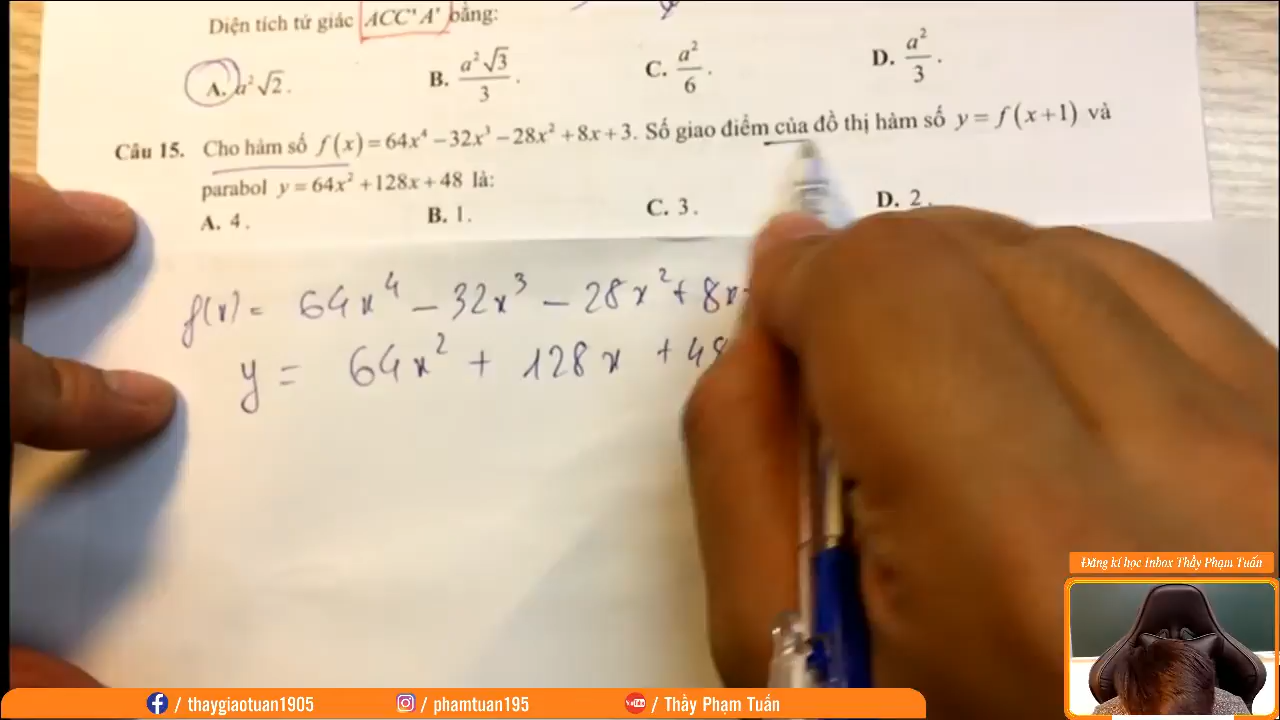 Diện tích tứ giác ACC'A' bằng:
A. a²√2. B. a²√3/3. C. a²/6. D. a²/3.
Câu 15. Cho hàm số f(x) = 64x⁴ − 32x³ − 28x² + 8x + 3. Số giao điểm của đồ thị hàm số y = f(x+1) và
parabol y = 64x² + 128x + 48 là:
A. 4. B. 1. C. 3. D. 2.
f(x) = 64x⁴ − 32x³ − 28x² + 8x
y = 64x² + 128x + 48
Đăng kí học Inbox Thầy Phạm Tuấn
/ thaygiaotuan1905 / phamtuan195 YouTube / Thầy Phạm Tuấn